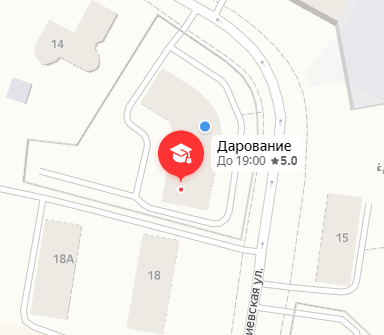 14
Дарование
До 19:00 ★5.0
15
18А
18
иевская ул.